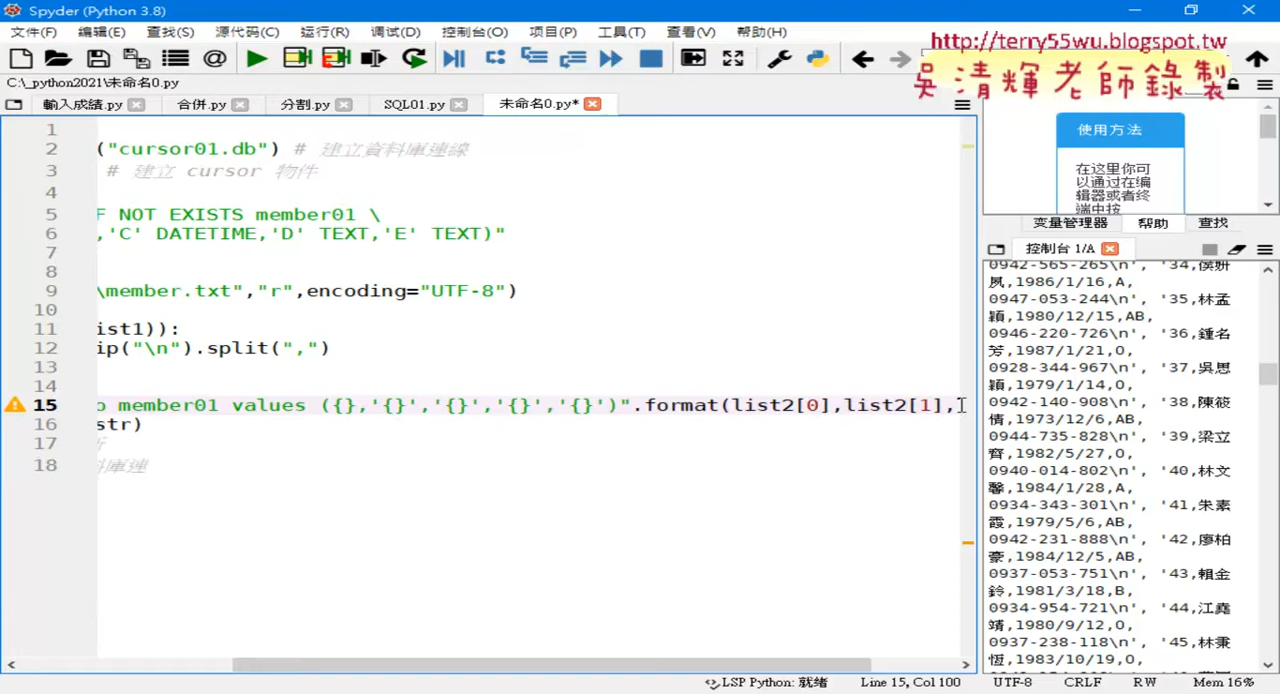 Spyder (Python 3.8)
文件(F) 编辑(E) 查找(S) 源代码(C) 运行(R) 调试(D) 控制台(O) 项目(P) 工具(T) 查看(V) 帮助(H)
http://terry55wu.blogspot.tw
吳清輝老師錄製
C:\_python2021\未命名0.py
輸入成績.py 合併.py 分割.py SQL01.py 未命名0.py*
1
2 ("cursor01.db") # 建立資料庫連線
3 # 建立 cursor 物件
4
5 F NOT EXISTS member01 \
6 ,'C' DATETIME,'D' TEXT,'E' TEXT)"
7
8
9 \member.txt","r",encoding="UTF-8")
10
11 ist1)):
12 ip("\n").split(",")
13
14
15 o member01 values ({},'{}','{}','{}','{}')".format(list2[0],list2[1],
16 str)
17
18 料庫連
使用方法
在这里你可
以通过在编
辑器或者终
端中按
变量管理器 帮助 查找
控制台 1/A
0942-565-265\n', '34,侯妍
夙,1986/1/16,A,
0947-053-244\n', '35,林孟
穎,1980/12/15,AB,
0946-220-726\n', '36,鍾名
芳,1987/1/21,O,
0928-344-967\n', '37,吳思
穎,1979/1/14,O,
0942-140-908\n', '38,陳筱
倩,1973/12/6,AB,
0944-735-828\n', '39,梁立
齊,1982/5/27,O,
0940-014-802\n', '40,林文
馨,1984/1/28,A,
0934-343-301\n', '41,朱素
霞,1979/5/6,AB,
0942-231-888\n', '42,廖柏
豪,1984/12/5,AB,
0937-053-751\n', '43,賴金
鈴,1981/3/18,B,
0934-954-721\n', '44,江堯
靖,1980/9/12,O,
0937-238-118\n', '45,林秉
恆,1983/10/19,O,
LSP Python: 就绪 Line 15, Col 100 UTF-8 CRLF RW Mem 16%